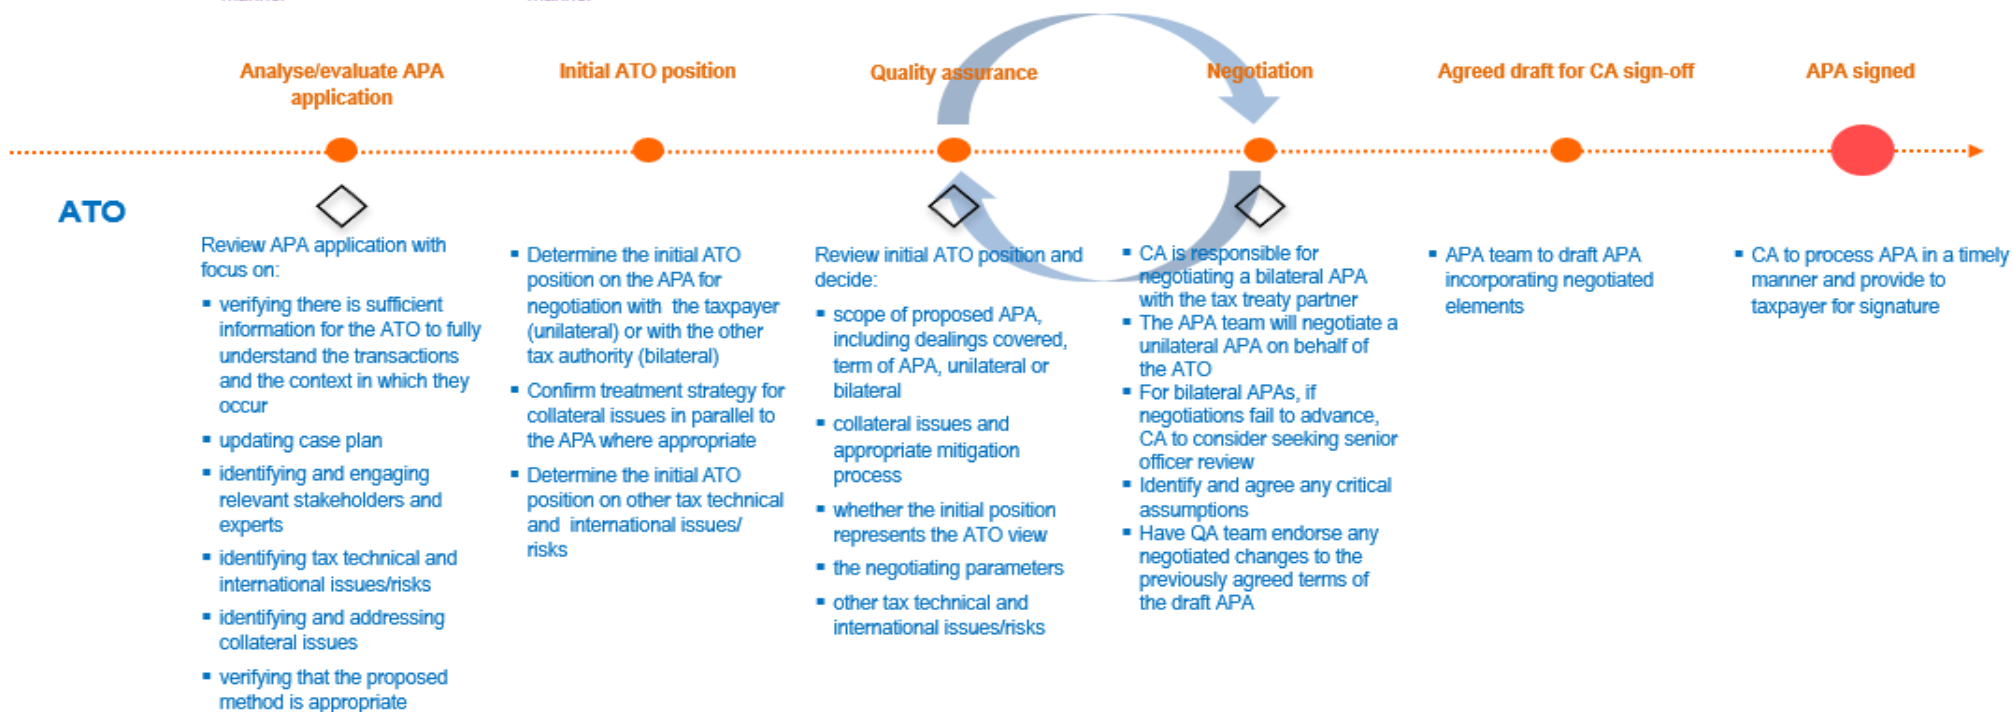 Analyse/evaluate APA
application
Initial ATO position
Quality assurance
Negotiation
Agreed draft for CA sign-off
APA signed
ATO
Review APA application with
focus on:
▪ verifying there is sufficient
information for the ATO to fully
understand the transactions
and the context in which they
occur
▪ updating case plan
▪ identifying and engaging
relevant stakeholders and
experts
▪ identifying tax technical and
international issues/risks
▪ identifying and addressing
collateral issues
▪ verifying that the proposed
method is appropriate
▪ Determine the initial ATO
position on the APA for
negotiation with the taxpayer
(unilateral) or with the other
tax authority (bilateral)
▪ Confirm treatment strategy for
collateral issues in parallel to
the APA where appropriate
▪ Determine the initial ATO
position on other tax technical
and international issues/
risks
Review initial ATO position and
decide:
▪ scope of proposed APA,
including dealings covered,
term of APA, unilateral or
bilateral
▪ collateral issues and
appropriate mitigation
process
▪ whether the initial position
represents the ATO view
▪ the negotiating parameters
▪ other tax technical and
international issues/risks
▪ CA is responsible for
negotiating a bilateral APA
with the tax treaty partner
▪ The APA team will negotiate a
unilateral APA on behalf of
the ATO
▪ For bilateral APAs, if
negotiations fail to advance,
CA to consider seeking senior
officer review
▪ Identify and agree any critical
assumptions
▪ Have QA team endorse any
negotiated changes to the
previously agreed terms of
the draft APA
▪ APA team to draft APA
incorporating negotiated
elements
▪ CA to process APA in a timely
manner and provide to
taxpayer for signature